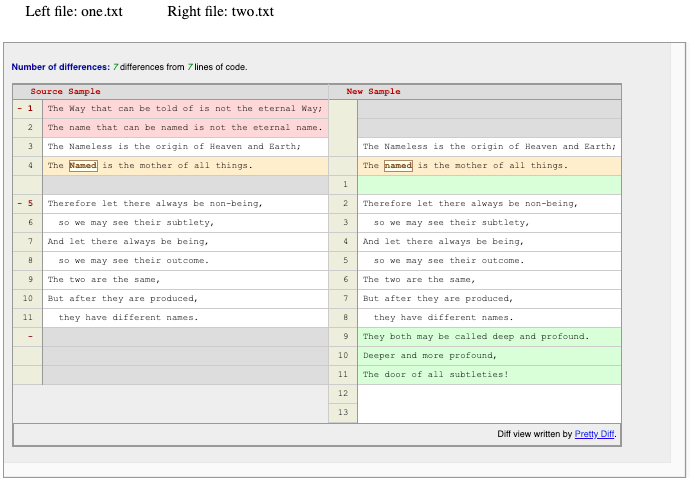 Left file: one.txt Right file: two.txt
Number of differences: 7 differences from 7 lines of code.
Source Sample New Sample
- 1 The Way that can be told of is not the eternal Way;
2 The name that can be named is not the eternal name.
3 The Nameless is the origin of Heaven and Earth; The Nameless is the origin of Heaven and Earth;
4 The Named is the mother of all things. The named is the mother of all things.
1
- 5 Therefore let there always be non-being, 2 Therefore let there always be non-being,
6 so we may see their subtlety, 3 so we may see their subtlety,
7 And let there always be being, 4 And let there always be being,
8 so we may see their outcome. 5 so we may see their outcome.
9 The two are the same, 6 The two are the same,
10 But after they are produced, 7 But after they are produced,
11 they have different names. 8 they have different names.
- 9 They both may be called deep and profound.
10 Deeper and more profound,
11 The door of all subtleties!
12
13
Diff view written by Pretty Diff.